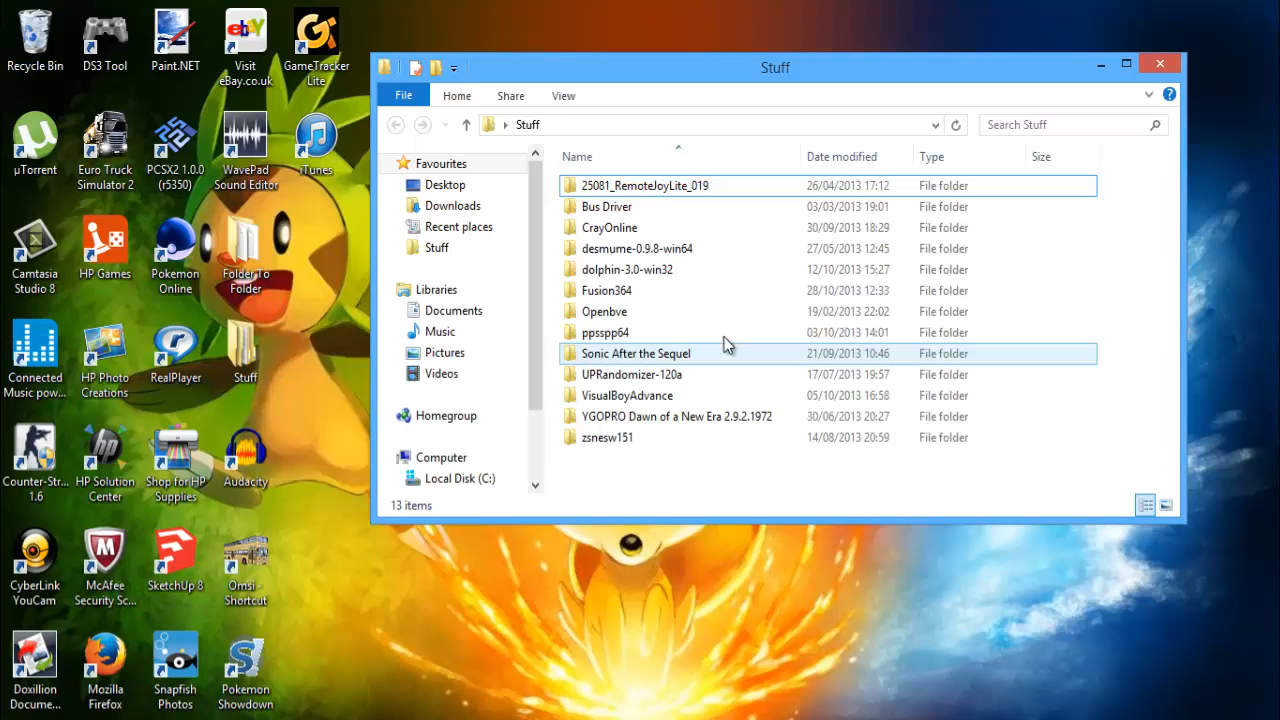 Recycle Bin
DS3 Tool
Paint.NET
Visit
eBay.co.uk
GameTracker
Lite
µTorrent
Euro Truck
Simulator 2
PCSX2 1.0.0
(r5350)
WavePad
Sound Editor
iTunes
Camtasia
Studio 8
HP Games
Pokemon
Online
Folder To
Folder
Connected
Music pow...
HP Photo
Creations
RealPlayer
Stuff
Counter-Str...
1.6
HP Solution
Center
Shop for HP
Supplies
Audacity
CyberLink
YouCam
McAfee
Security Sc...
SketchUp 8
Omsi -
Shortcut
Doxillion
Docume...
Mozilla
Firefox
Snapfish
Photos
Pokemon
Showdown
Stuff
File Home Share View
Stuff
Search Stuff
Favourites
Desktop
Downloads
Recent places
Stuff
Libraries
Documents
Music
Pictures
Videos
Homegroup
Computer
Local Disk (C:)
Name Date modified Type Size
25081_RemoteJoyLite_019 26/04/2013 17:12 File folder
Bus Driver 03/03/2013 19:01 File folder
CrayOnline 30/09/2013 18:29 File folder
desmume-0.9.8-win64 27/05/2013 12:45 File folder
dolphin-3.0-win32 12/10/2013 15:27 File folder
Fusion364 28/10/2013 12:33 File folder
Openbve 19/02/2013 22:02 File folder
ppsspp64 03/10/2013 14:01 File folder
Sonic After the Sequel 21/09/2013 10:46 File folder
UPRandomizer-120a 17/07/2013 19:57 File folder
VisualBoyAdvance 05/10/2013 16:58 File folder
YGOPRO Dawn of a New Era 2.9.2.1972 30/06/2013 20:27 File folder
zsnesw151 14/08/2013 20:59 File folder
13 items